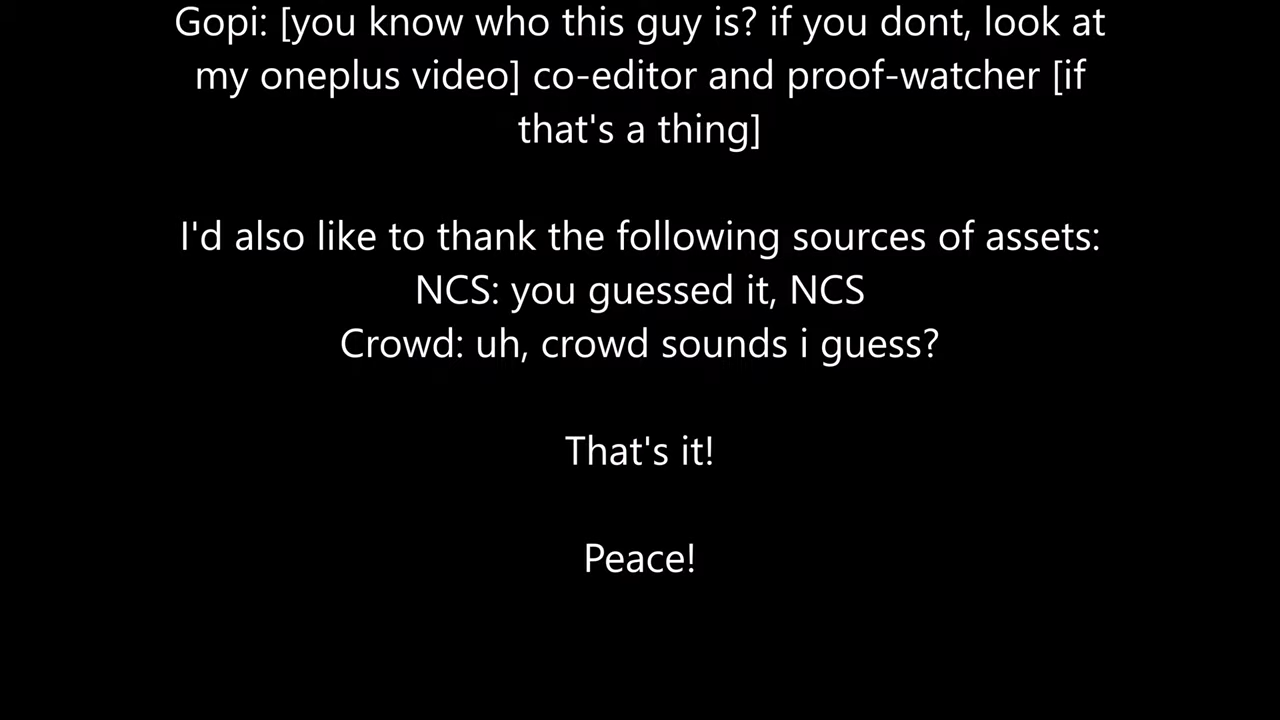 Gopi: [you know who this guy is? if you dont, look at
my oneplus video] co-editor and proof-watcher [if
that's a thing]
I'd also like to thank the following sources of assets:
NCS: you guessed it, NCS
Crowd: uh, crowd sounds i guess?
That's it!
Peace!